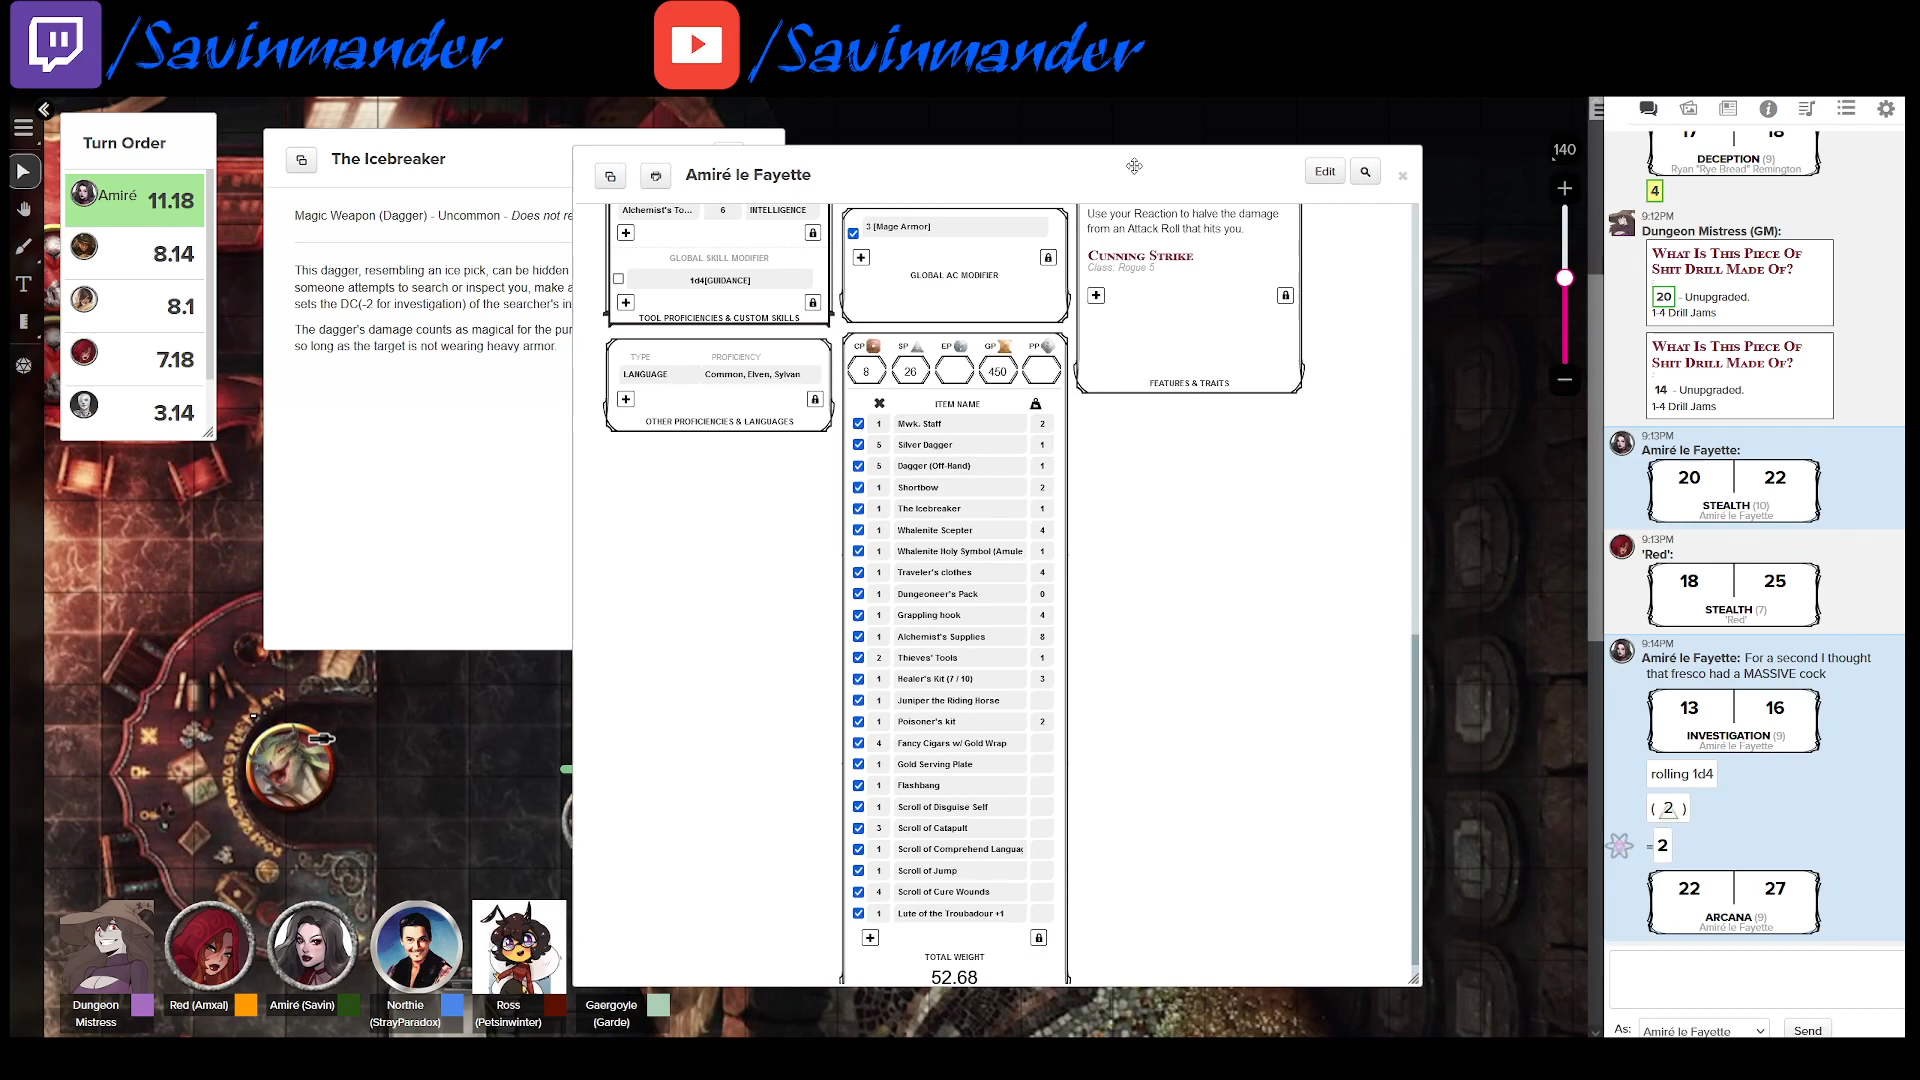 /Savinmander
/Savinmander
Turn Order
Amiré 11.18
8.14
8.1
7.18
3.14
The Icebreaker
Magic Weapon (Dagger) - Uncommon - Does not re
This dagger, resembling an ice pick, can be hidden
someone attempts to search or inspect you, make a
sets the DC(-2 for investigation) of the searcher's in
The dagger's damage counts as magical for the pur
so long as the target is not wearing heavy armor.
Amiré le Fayette
Edit
Alchemist's To... 6 INTELLIGENCE
GLOBAL SKILL MODIFIER
1d4[GUIDANCE]
TOOL PROFICIENCIES & CUSTOM SKILLS
TYPE PROFICIENCY
LANGUAGE Common, Elven, Sylvan
OTHER PROFICIENCIES & LANGUAGES
3 [Mage Armor]
GLOBAL AC MODIFIER
CP SP EP GP PP
8 26 450
ITEM NAME
1 Mwk. Staff 2
5 Silver Dagger 1
5 Dagger (Off-Hand) 1
1 Shortbow 2
1 The Icebreaker 1
1 Whalenite Scepter 4
1 Whalenite Holy Symbol (Amule 1
1 Traveler's clothes 4
1 Dungeoneer's Pack 0
1 Grappling hook 4
1 Alchemist's Supplies 8
2 Thieves' Tools 1
1 Healer's Kit (7 / 10) 3
1 Juniper the Riding Horse
1 Poisoner's kit 2
4 Fancy Cigars w/ Gold Wrap
1 Gold Serving Plate
1 Flashbang
1 Scroll of Disguise Self
3 Scroll of Catapult
1 Scroll of Comprehend Languag
1 Scroll of Jump
4 Scroll of Cure Wounds
1 Lute of the Troubadour +1
TOTAL WEIGHT
52.68
Use your Reaction to halve the damage
from an Attack Roll that hits you.
CUNNING STRIKE
Class: Rogue 5
FEATURES & TRAITS
140
17 18
DECEPTION (9)
Ryan "Rye Bread" Remington
4
9:12PM
Dungeon Mistress (GM):
WHAT IS THIS PIECE OF
SHIT DRILL MADE OF?
20 - Unupgraded.
1-4 Drill Jams
WHAT IS THIS PIECE OF
SHIT DRILL MADE OF?
14 - Unupgraded.
1-4 Drill Jams
9:13PM
Amiré le Fayette:
20 22
STEALTH (10)
Amiré le Fayette
9:13PM
'Red':
18 25
STEALTH (7)
'Red'
9:14PM
Amiré le Fayette: For a second I thought
that fresco had a MASSIVE cock
13 16
INVESTIGATION (9)
Amiré le Fayette
rolling 1d4
( 2 )
= 2
22 27
ARCANA (9)
Amiré le Fayette
As: Amiré le Fayette Send
Dungeon
Mistress
Red (Amxal)
Amiré (Savin)
Northie
(StrayParadox)
Ross
(Petsinwinter)
Gaergoyle
(Garde)